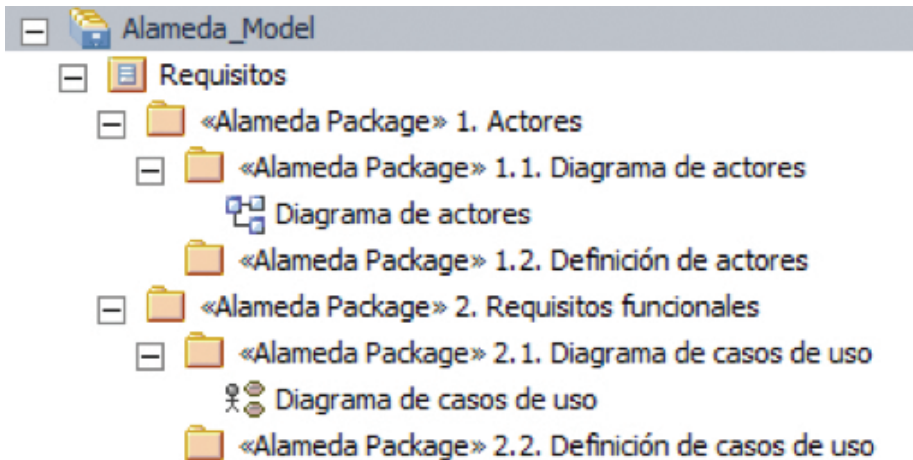 Alameda_Model
Requisitos
«Alameda Package» 1. Actores
«Alameda Package» 1.1. Diagrama de actores
Diagrama de actores
«Alameda Package» 1.2. Definición de actores
«Alameda Package» 2. Requisitos funcionales
«Alameda Package» 2.1. Diagrama de casos de uso
Diagrama de casos de uso
«Alameda Package» 2.2. Definición de casos de uso